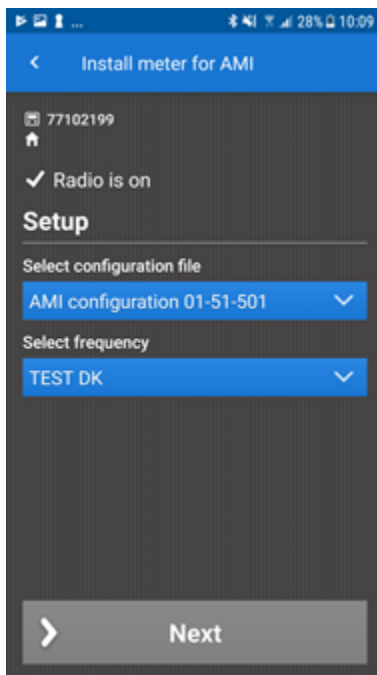 ... 28% 10:09
Install meter for AMI
77102199
Radio is on
Setup
Select configuration file
AMI configuration 01-51-501
Select frequency
TEST DK
Next